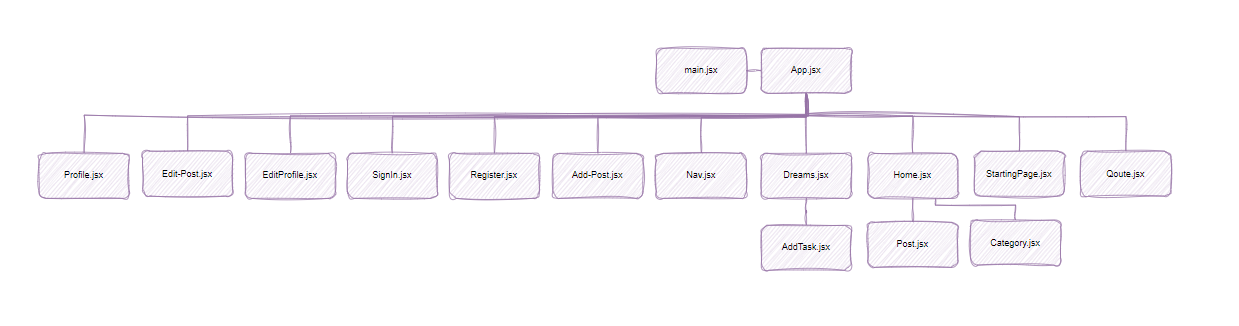 main.jsx
App.jsx
Profile.jsx
Edit-Post.jsx
EditProfile.jsx
SignIn.jsx
Register.jsx
Add-Post.jsx
Nav.jsx
Dreams.jsx
Home.jsx
StartingPage.jsx
Qoute.jsx
AddTask.jsx
Post.jsx
Category.jsx